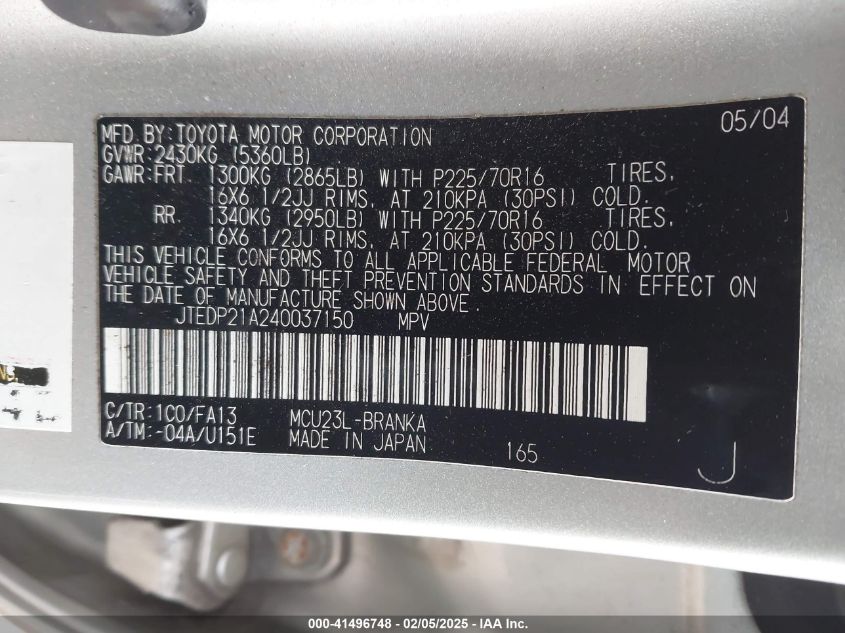 05/04
MFD. BY: TOYOTA MOTOR CORPORATION
GVWR: 2430KG (5360LB)
GAWR: FRT. 1300KG (2865LB) WITH P225/70R16 TIRES,
16X6 1/2JJ RIMS, AT 210KPA (30PSI) COLD.
RR. 1340KG (2950LB) WITH P225/70R16 TIRES,
16X6 1/2JJ RIMS, AT 210KPA (30PSI) COLD.
THIS VEHICLE CONFORMS TO ALL APPLICABLE FEDERAL MOTOR
VEHICLE SAFETY AND THEFT PREVENTION STANDARDS IN EFFECT ON
THE DATE OF MANUFACTURE SHOWN ABOVE.
JTEDP21A240037150 MPV
C/TR: 1C0/FA13 MCU23L-BRANKA
A/TM: -04A/U151E MADE IN JAPAN
165
J
000-41496748 - 02/05/2025 - IAA Inc.